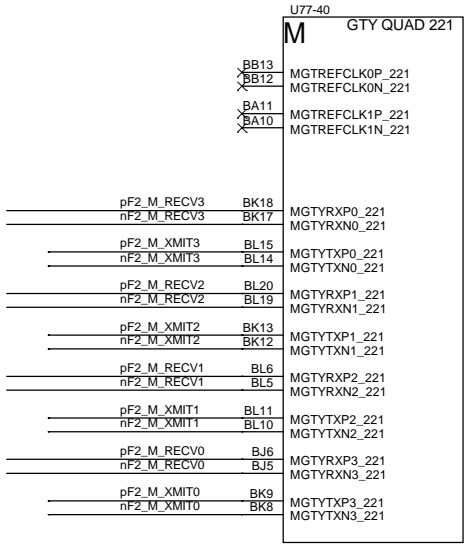 U77-40
M GTY QUAD 221
BB13 MGTREFCLK0P_221
BB12 MGTREFCLK0N_221
BA11 MGTREFCLK1P_221
BA10 MGTREFCLK1N_221
pF2_M_RECV3 BK18 MGTYRXP0_221
nF2_M_RECV3 BK17 MGTYRXN0_221
pF2_M_XMIT3 BL15 MGTYTXP0_221
nF2_M_XMIT3 BL14 MGTYTXN0_221
pF2_M_RECV2 BL20 MGTYRXP1_221
nF2_M_RECV2 BL19 MGTYRXN1_221
pF2_M_XMIT2 BK13 MGTYTXP1_221
nF2_M_XMIT2 BK12 MGTYTXN1_221
pF2_M_RECV1 BL6 MGTYRXP2_221
nF2_M_RECV1 BL5 MGTYRXN2_221
pF2_M_XMIT1 BL11 MGTYTXP2_221
nF2_M_XMIT1 BL10 MGTYTXN2_221
pF2_M_RECV0 BJ6 MGTYRXP3_221
nF2_M_RECV0 BJ5 MGTYRXN3_221
pF2_M_XMIT0 BK9 MGTYTXP3_221
nF2_M_XMIT0 BK8 MGTYTXN3_221